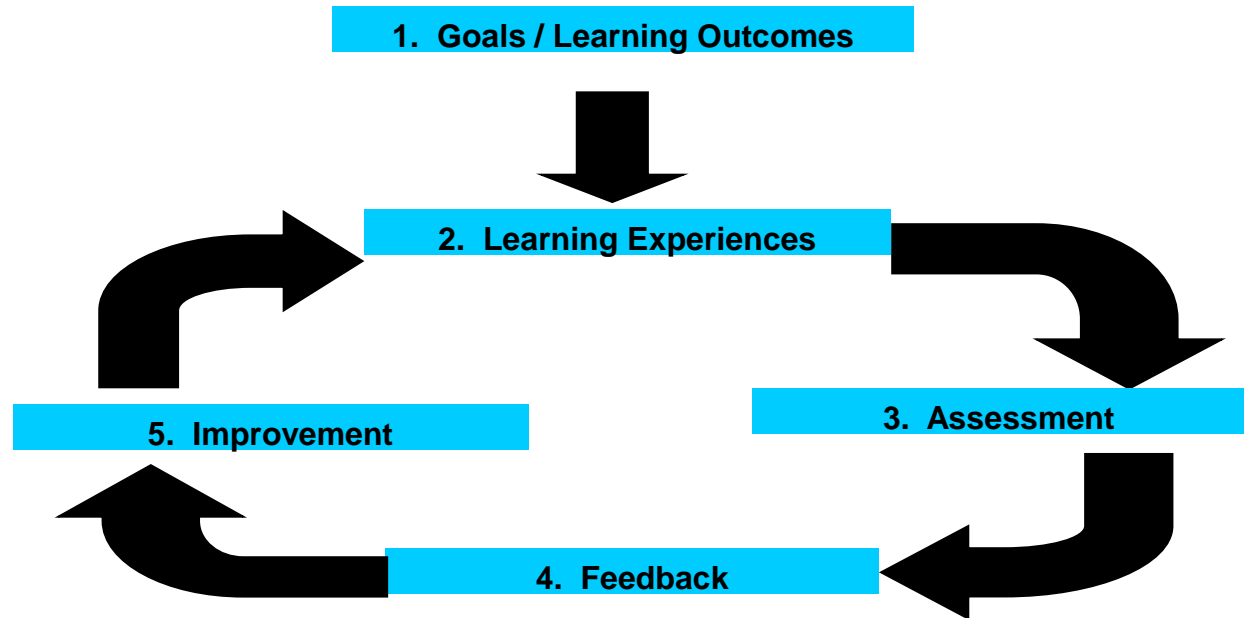 1. Goals / Learning Outcomes
2. Learning Experiences
3. Assessment
4. Feedback
5. Improvement